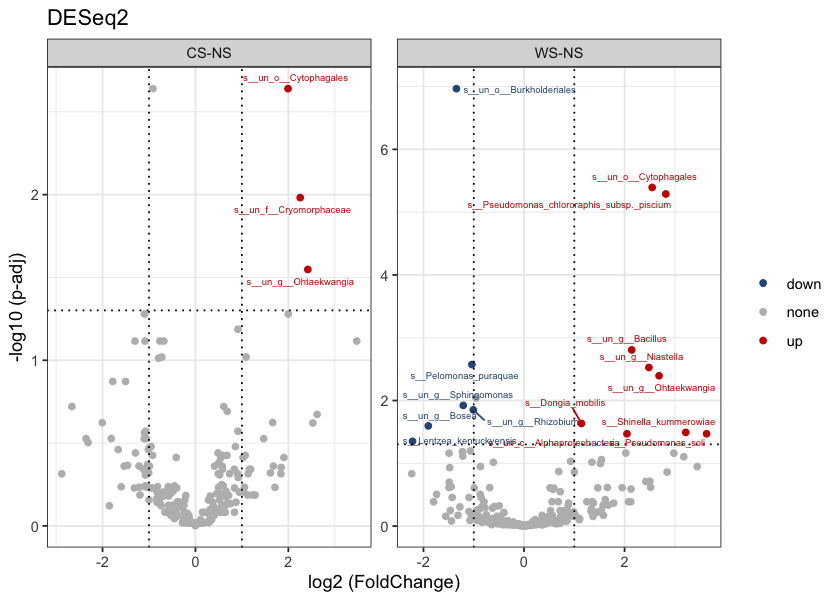 DESeq2
CS-NS
WS-NS
-log10 (p-adj)
2
1
0
s__un_o__Cytophagales
s__un_f__Cryomorphaceae
s__un_g__Ohtaekwangia
-2
0
2
6
4
2
0
s__un_o__Burkholderiales
s__un_o__Cytophagales
s__Pseudomonas_chlororaphis_subsp._piscium
s__un_g__Bacillus
s__un_g__Niastella
s__Pelomonas_puraquae
s__un_g__Ohtaekwangia
s__un_g__Sphingomonas
s__Dongia_mobilis
s__un_g__Bosea
s__un_g__Rhizobium
s__Shinella_kummerowiae
s__Lentzea_kentuckyensis
s__un_c__Alphaproteobacteria
s__Pseudomonas_soli
-2
0
2
log2 (FoldChange)
down
none
up